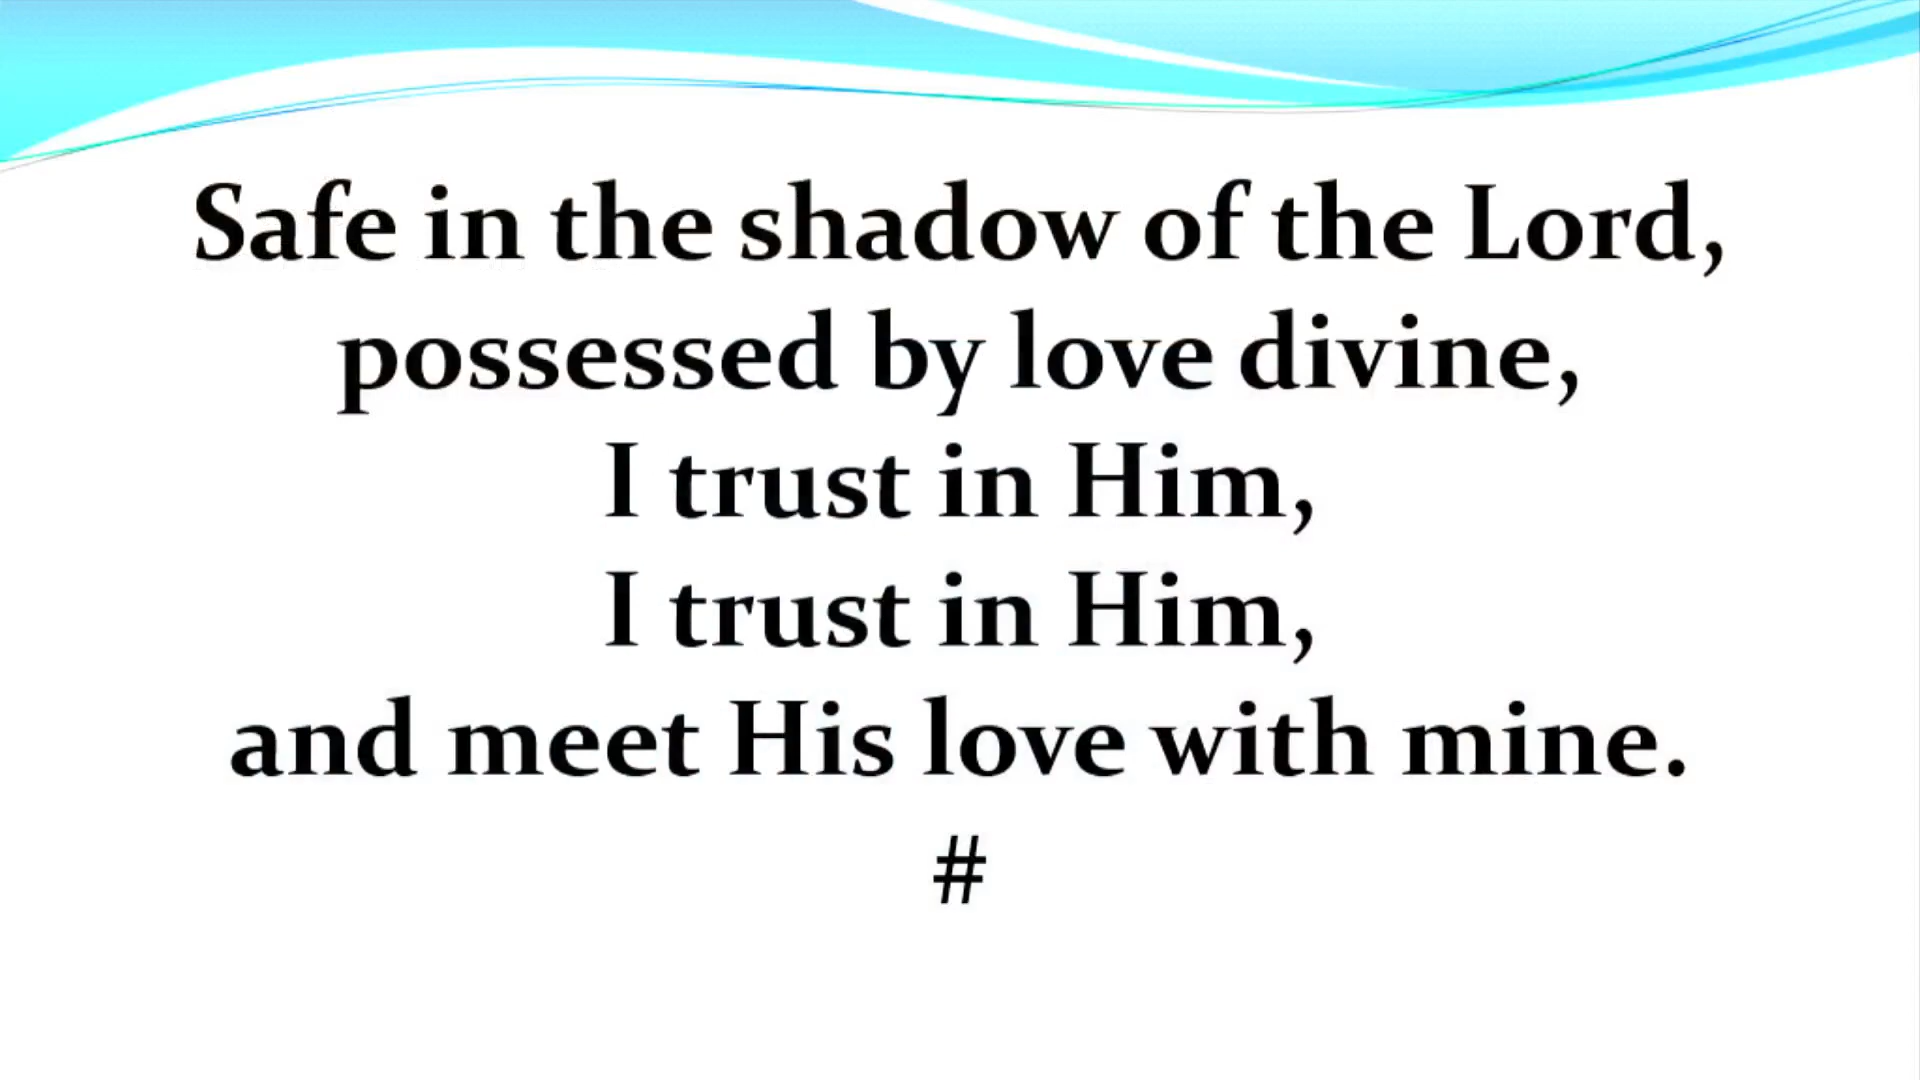 Safe in the shadow of the Lord,
possessed by love divine,
I trust in Him,
I trust in Him,
and meet His love with mine.
#